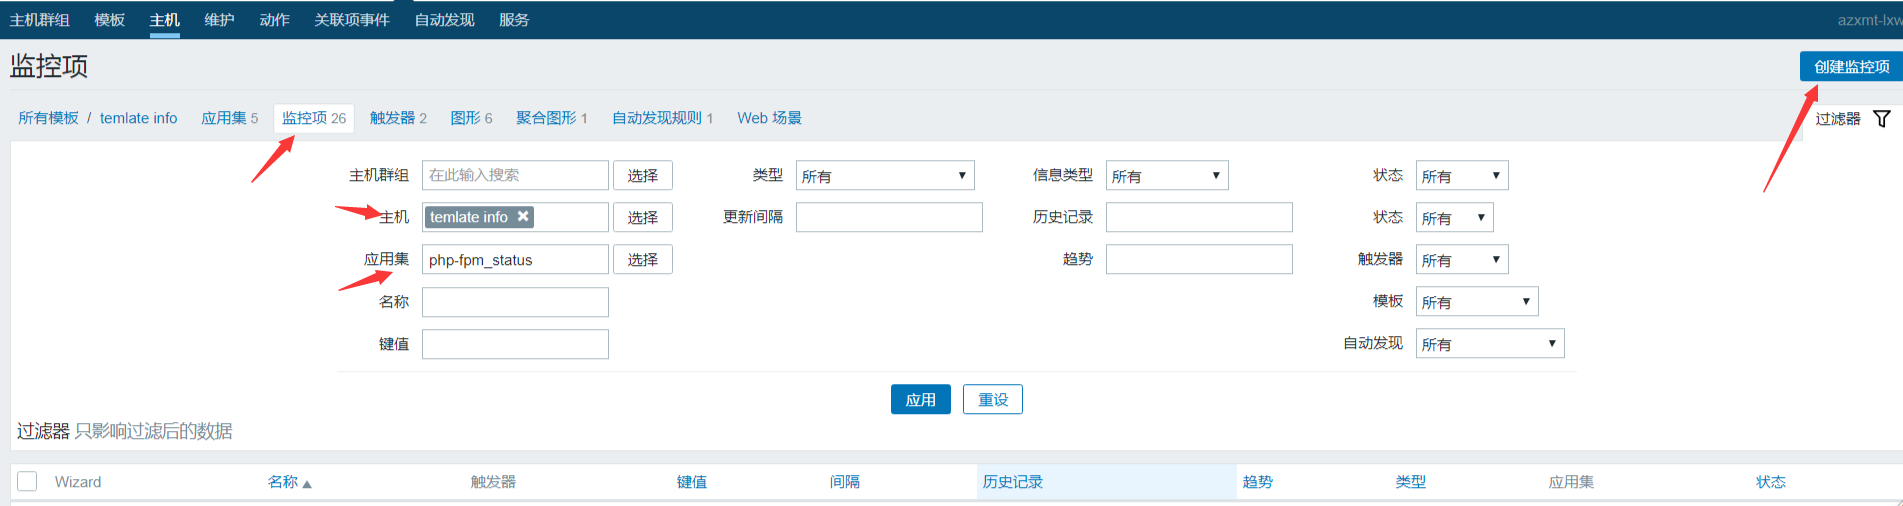 主机群组 模板 主机 维护 动作 关联项事件 自动发现 服务 azxmt-lxw
监控项 创建监控项
所有模板 / temlate info 应用集 5 监控项 26 触发器 2 图形 6 聚合图形 1 自动发现规则 1 Web 场景 过滤器
主机群组 在此输入搜索 选择 类型 所有 信息类型 所有 状态 所有
主机 temlate info 选择 更新间隔 历史记录 状态 所有
应用集 php-fpm_status 选择 趋势 触发器 所有
名称 模板 所有
键值 自动发现 所有
应用 重设
过滤器 只影响过滤后的数据
Wizard 名称 触发器 键值 间隔 历史记录 趋势 类型 应用集 状态